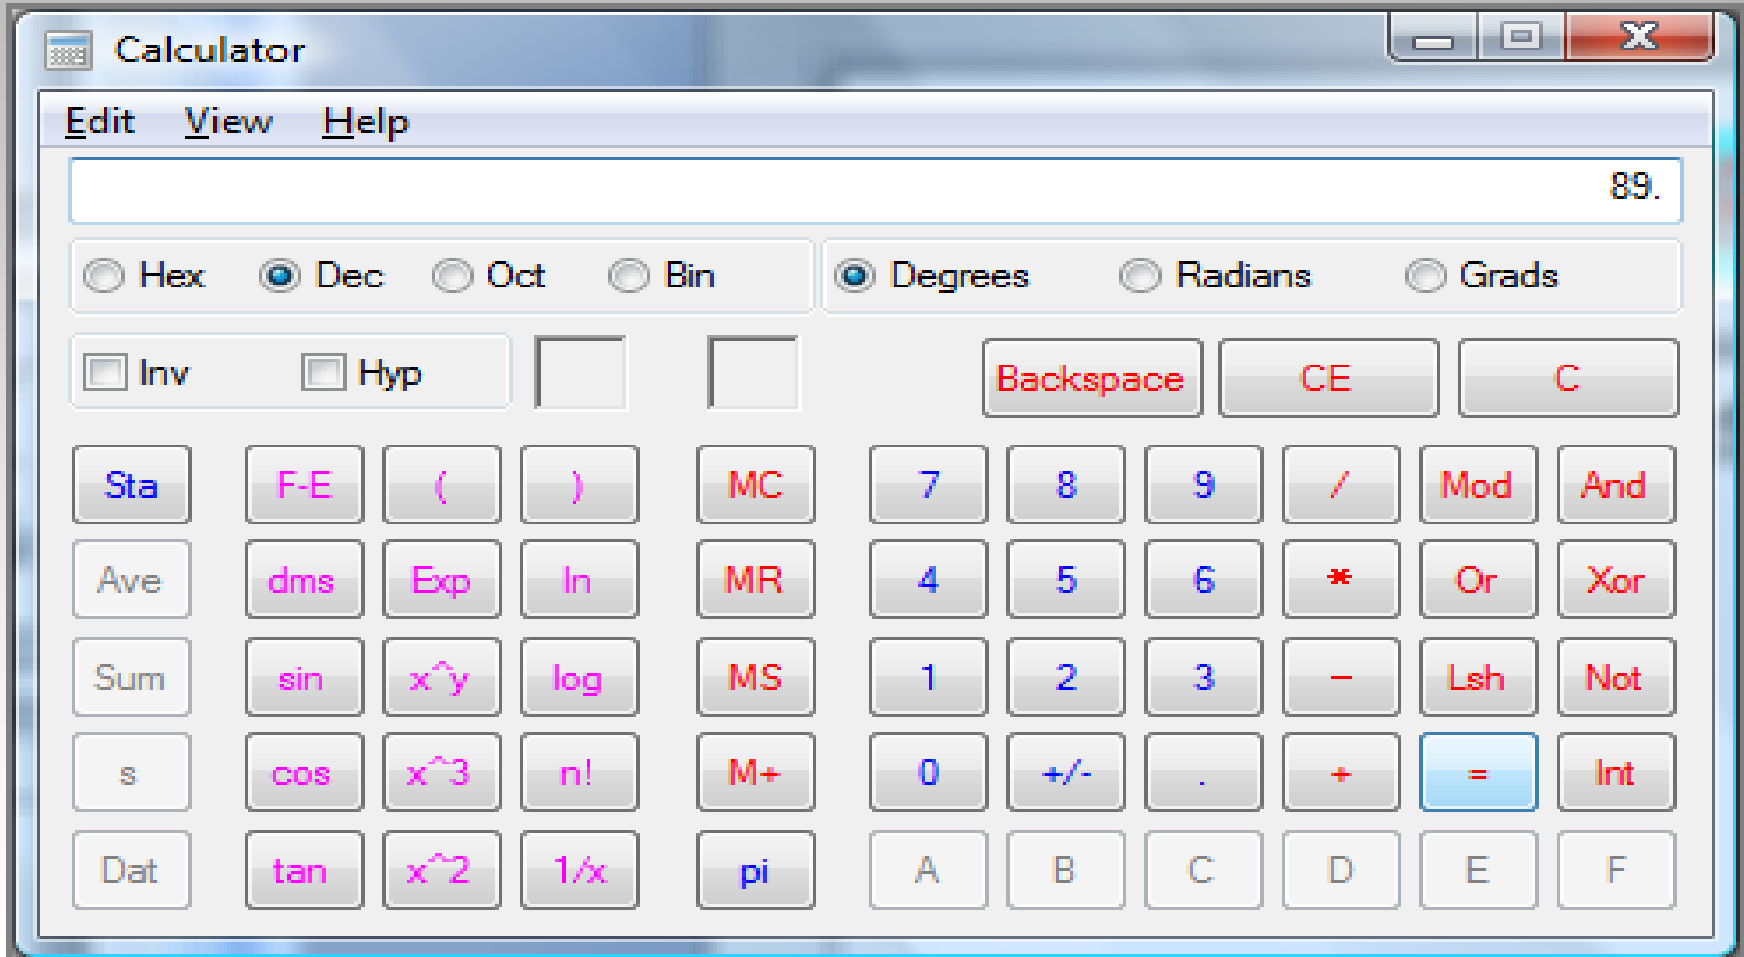 Calculator
Edit View Help
89.
Hex Dec Oct Bin Degrees Radians Grads
Inv Hyp Backspace CE C
Sta F-E ( ) MC 7 8 9 / Mod And
Ave dms Exp ln MR 4 5 6 * Or Xor
Sum sin x^y log MS 1 2 3 - Lsh Not
s cos x^3 n! M+ 0 +/- . + = Int
Dat tan x^2 1/x pi A B C D E F